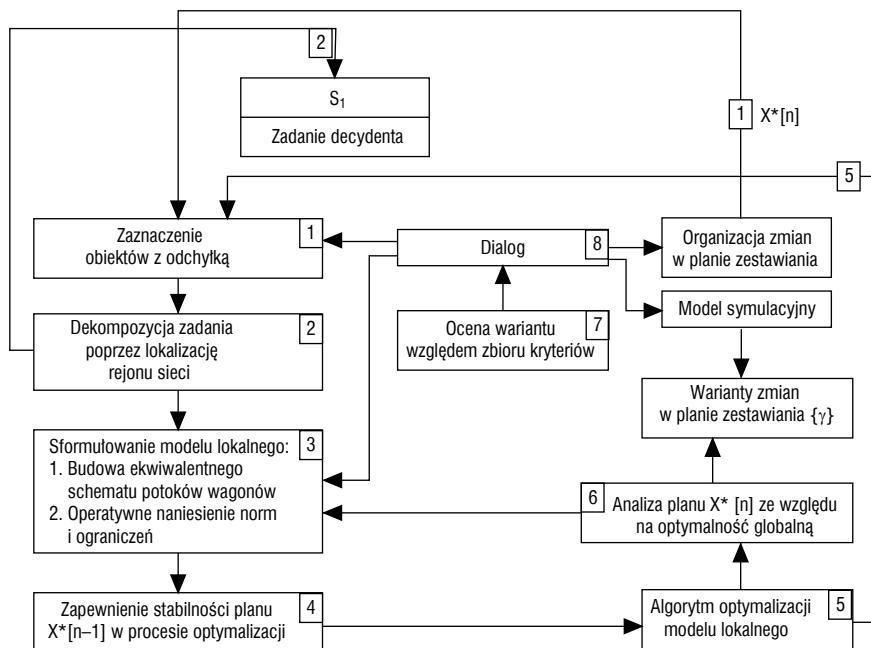 2
S₁
Zadanie decydenta
1
X*[n]
5
1
Zaznaczenie
obiektów z odchyłką
Dialog
8
Organizacja zmian
w planie zestawiania
Model symulacyjny
2
Dekompozycja zadania
poprzez lokalizację
rejonu sieci
7
Ocena wariantu
względem zbioru kryteriów
Warianty zmian
w planie zestawiania {γ}
3
Sformułowanie modelu lokalnego:
1. Budowa ekwiwalentnego
schematu potoków wagonów
2. Operatywne naniesienie norm
i ograniczeń
6
Analiza planu X* [n] ze względu
na optymalność globalną
4
Zapewnienie stabilności planu
X*[n–1] w procesie optymalizacji
5
Algorytm optymalizacji
modelu lokalnego